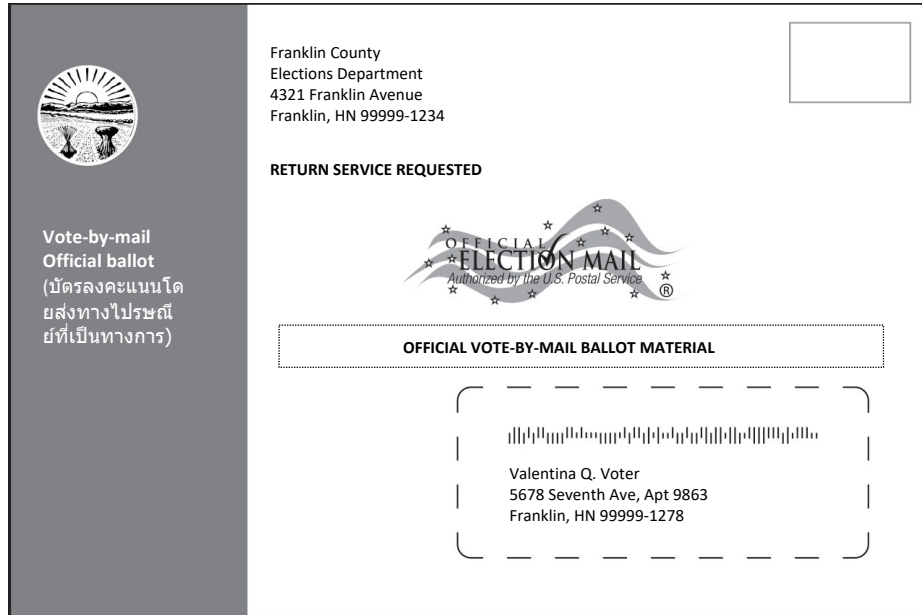 Vote-by-mail
Official ballot
(บัตรลงคะแนนโด
ยส่งทางไปรษณี
ย์ที่เป็นทางการ)
Franklin County
Elections Department
4321 Franklin Avenue
Franklin, HN 99999-1234
RETURN SERVICE REQUESTED
OFFICIAL
ELECTION MAIL
Authorized by the U.S. Postal Service
®
OFFICIAL VOTE-BY-MAIL BALLOT MATERIAL
Valentina Q. Voter
5678 Seventh Ave, Apt 9863
Franklin, HN 99999-1278